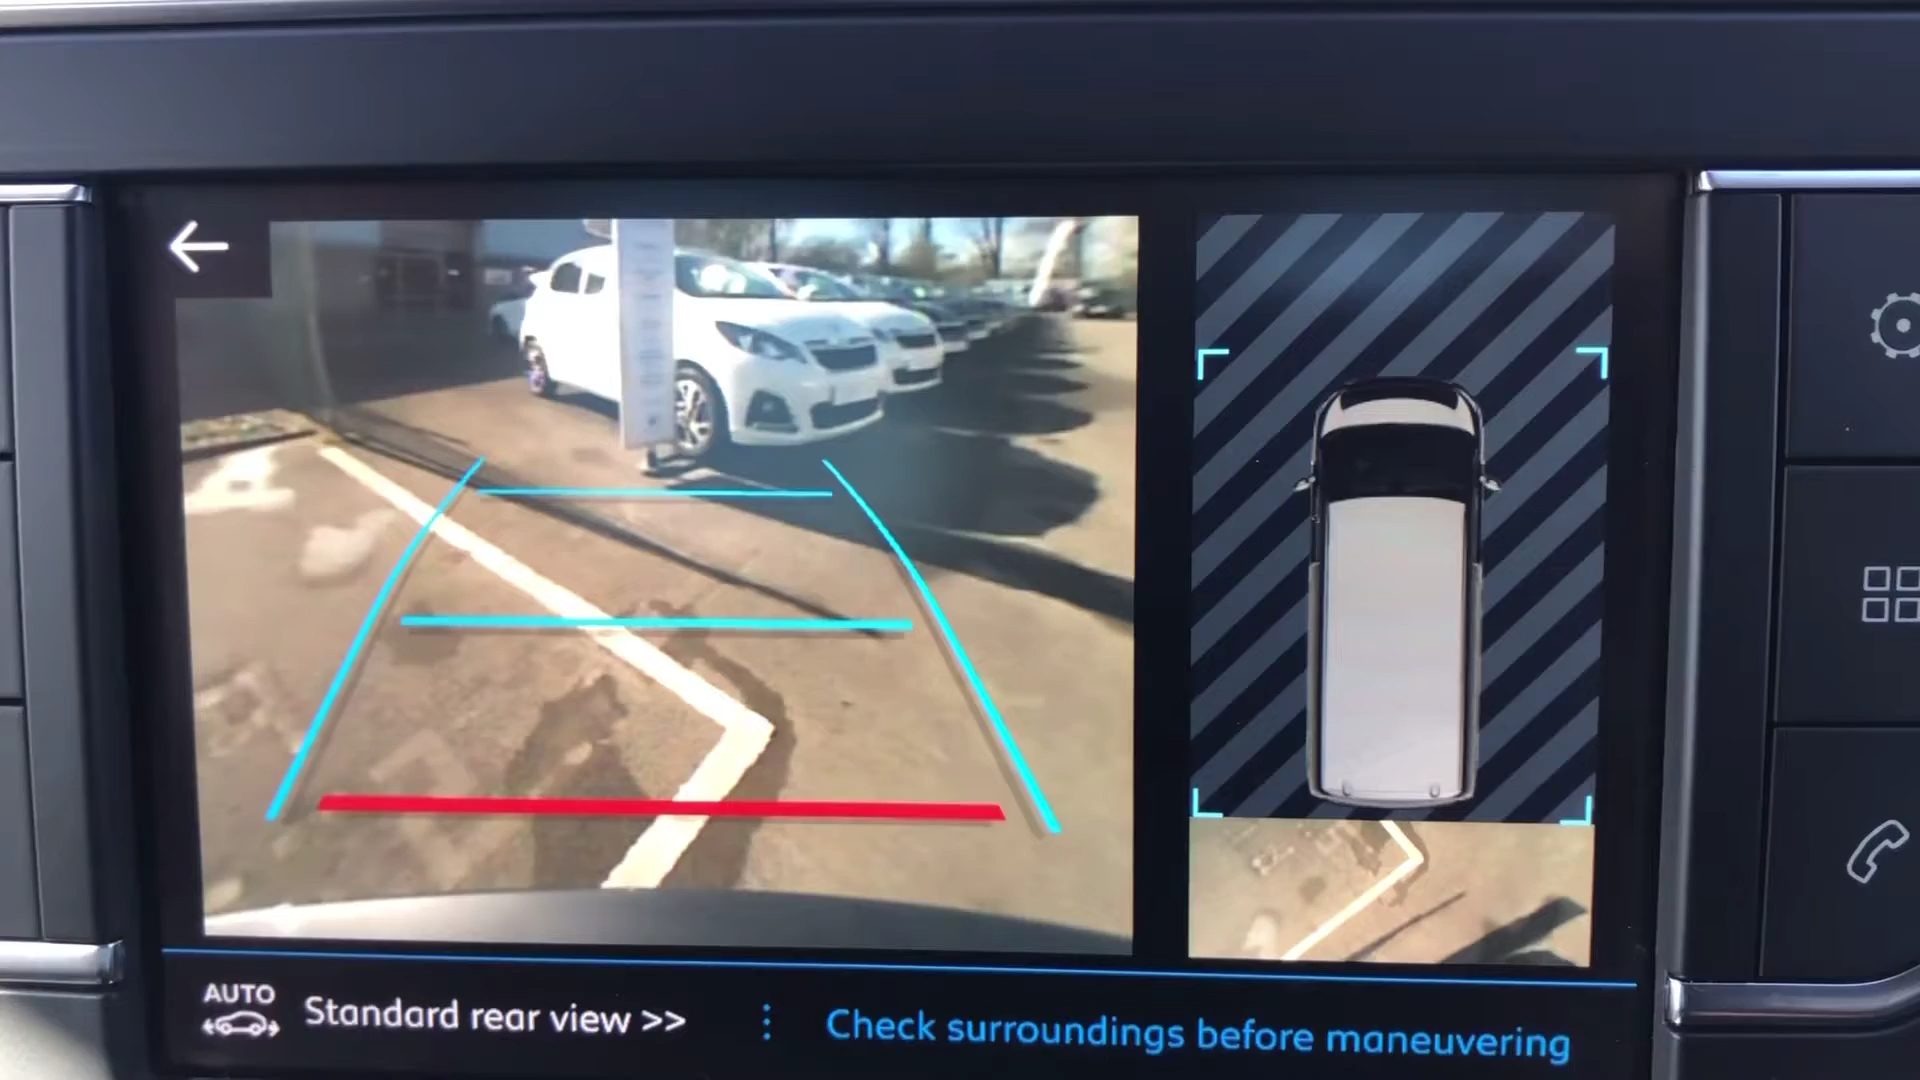 AUTO
Standard rear view >>
Check surroundings before maneuvering